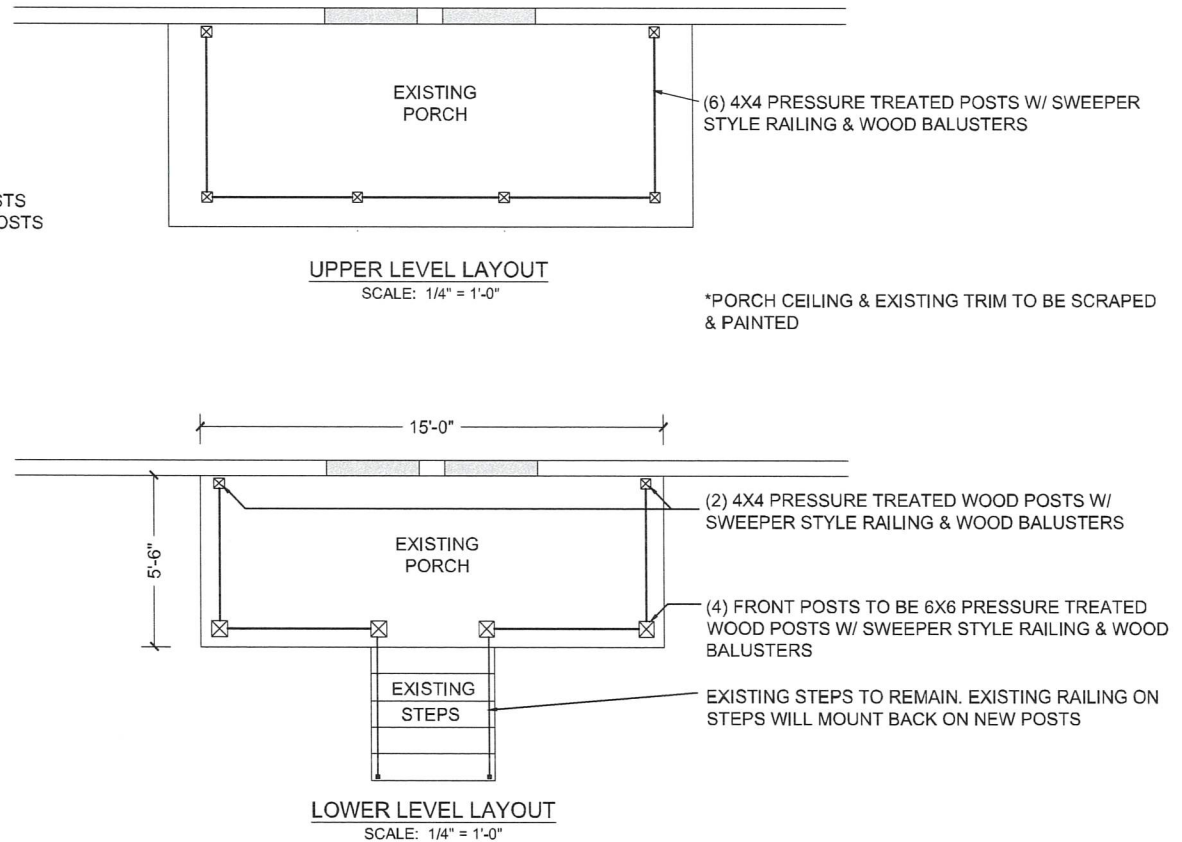 EXISTING
PORCH
(6) 4X4 PRESSURE TREATED POSTS W/ SWEEPER
STYLE RAILING & WOOD BALUSTERS
STS
OSTS
UPPER LEVEL LAYOUT
SCALE: 1/4" = 1'-0"
*PORCH CEILING & EXISTING TRIM TO BE SCRAPED
& PAINTED
15'-0"
5'-6"
EXISTING
PORCH
(2) 4X4 PRESSURE TREATED WOOD POSTS W/
SWEEPER STYLE RAILING & WOOD BALUSTERS
(4) FRONT POSTS TO BE 6X6 PRESSURE TREATED
WOOD POSTS W/ SWEEPER STYLE RAILING & WOOD
BALUSTERS
EXISTING
STEPS
EXISTING STEPS TO REMAIN. EXISTING RAILING ON
STEPS WILL MOUNT BACK ON NEW POSTS
LOWER LEVEL LAYOUT
SCALE: 1/4" = 1'-0"